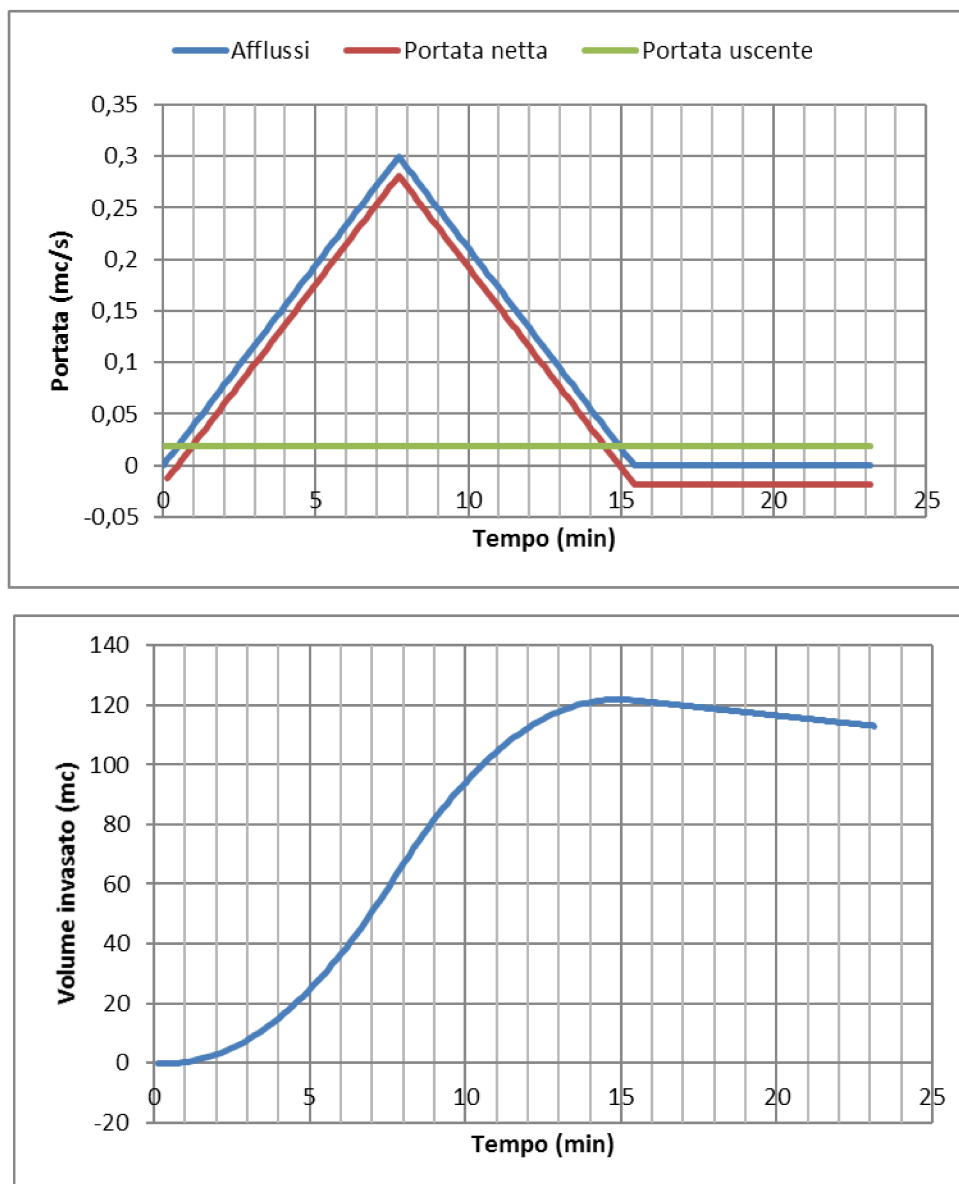 Afflussi Portata netta Portata uscente
0,35
0,3
0,25
0,2
0,15
0,1
0,05
0
-0,05
Portata (mc/s)
0 5 10 15 20 25
Tempo (min)
140
120
100
80
60
40
20
0
-20
Volume invasato (mc)
0 5 10 15 20 25
Tempo (min)